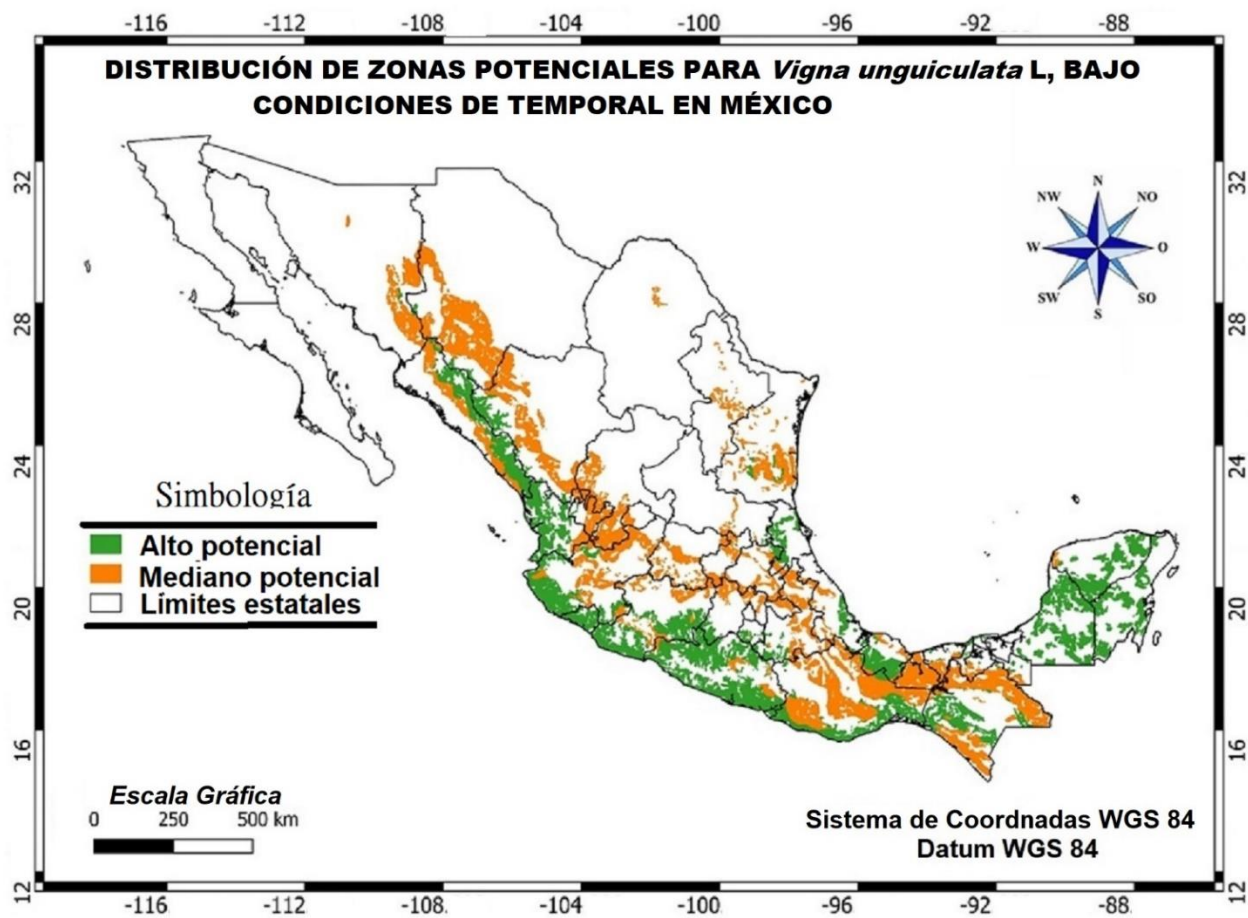 -116 -112 -108 -104 -100 -96 -92 -88
DISTRIBUCIÓN DE ZONAS POTENCIALES PARA Vigna unguiculata L, BAJO
CONDICIONES DE TEMPORAL EN MÉXICO
32 32
N
NW NO
W O
SW SO
S
28 28
24 24
Simbología
Alto potencial
Mediano potencial
Límites estatales
20 20
16 16
Escala Gráfica
0 250 500 km
Sistema de Coordnadas WGS 84
Datum WGS 84
12 12
-116 -112 -108 -104 -100 -96 -92 -88